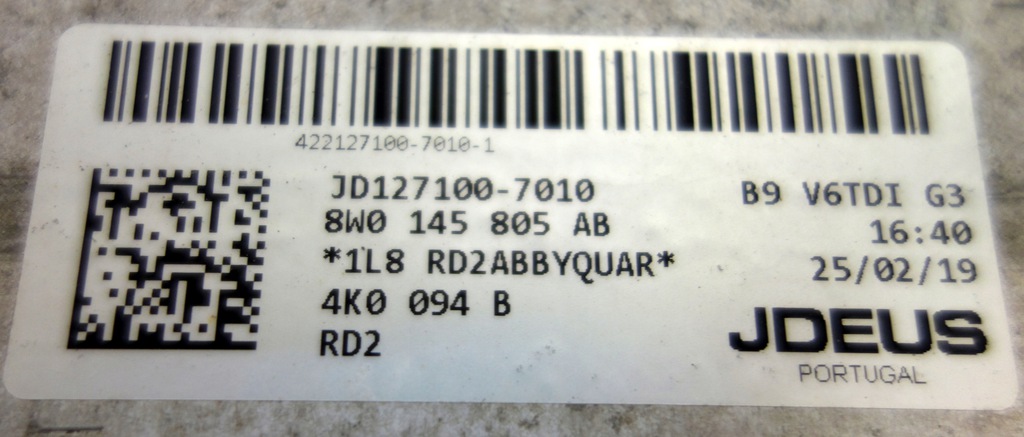 422127100-7010-1
JD127100-7010
8W0 145 805 AB
*1L8 RD2ABBYQUAR*
4K0 094 B
RD2
B9 V6TDI G3
16:40
25/02/19
JDEUS
PORTUGAL